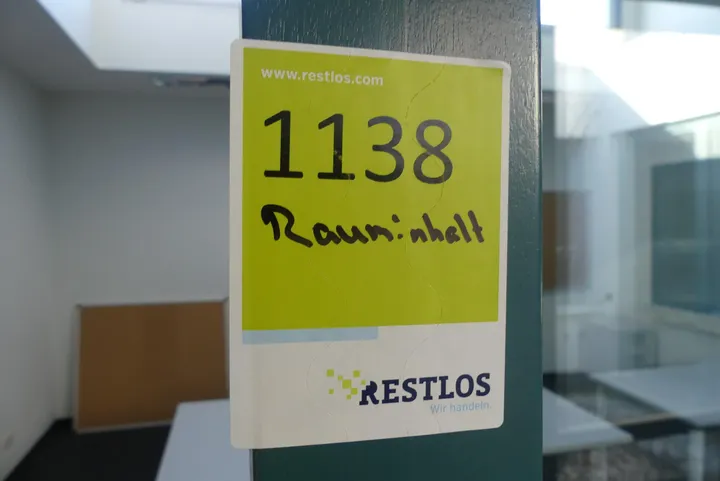 www.restlos.com
1138
Rauminhalt
RESTLOS
Wir handeln.